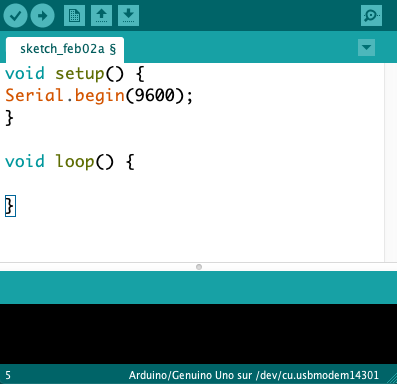 sketch_feb02a §
void setup() {
Serial.begin(9600);
}
void loop() {
}
5
Arduino/Genuino Uno sur /dev/cu.usbmodem14301